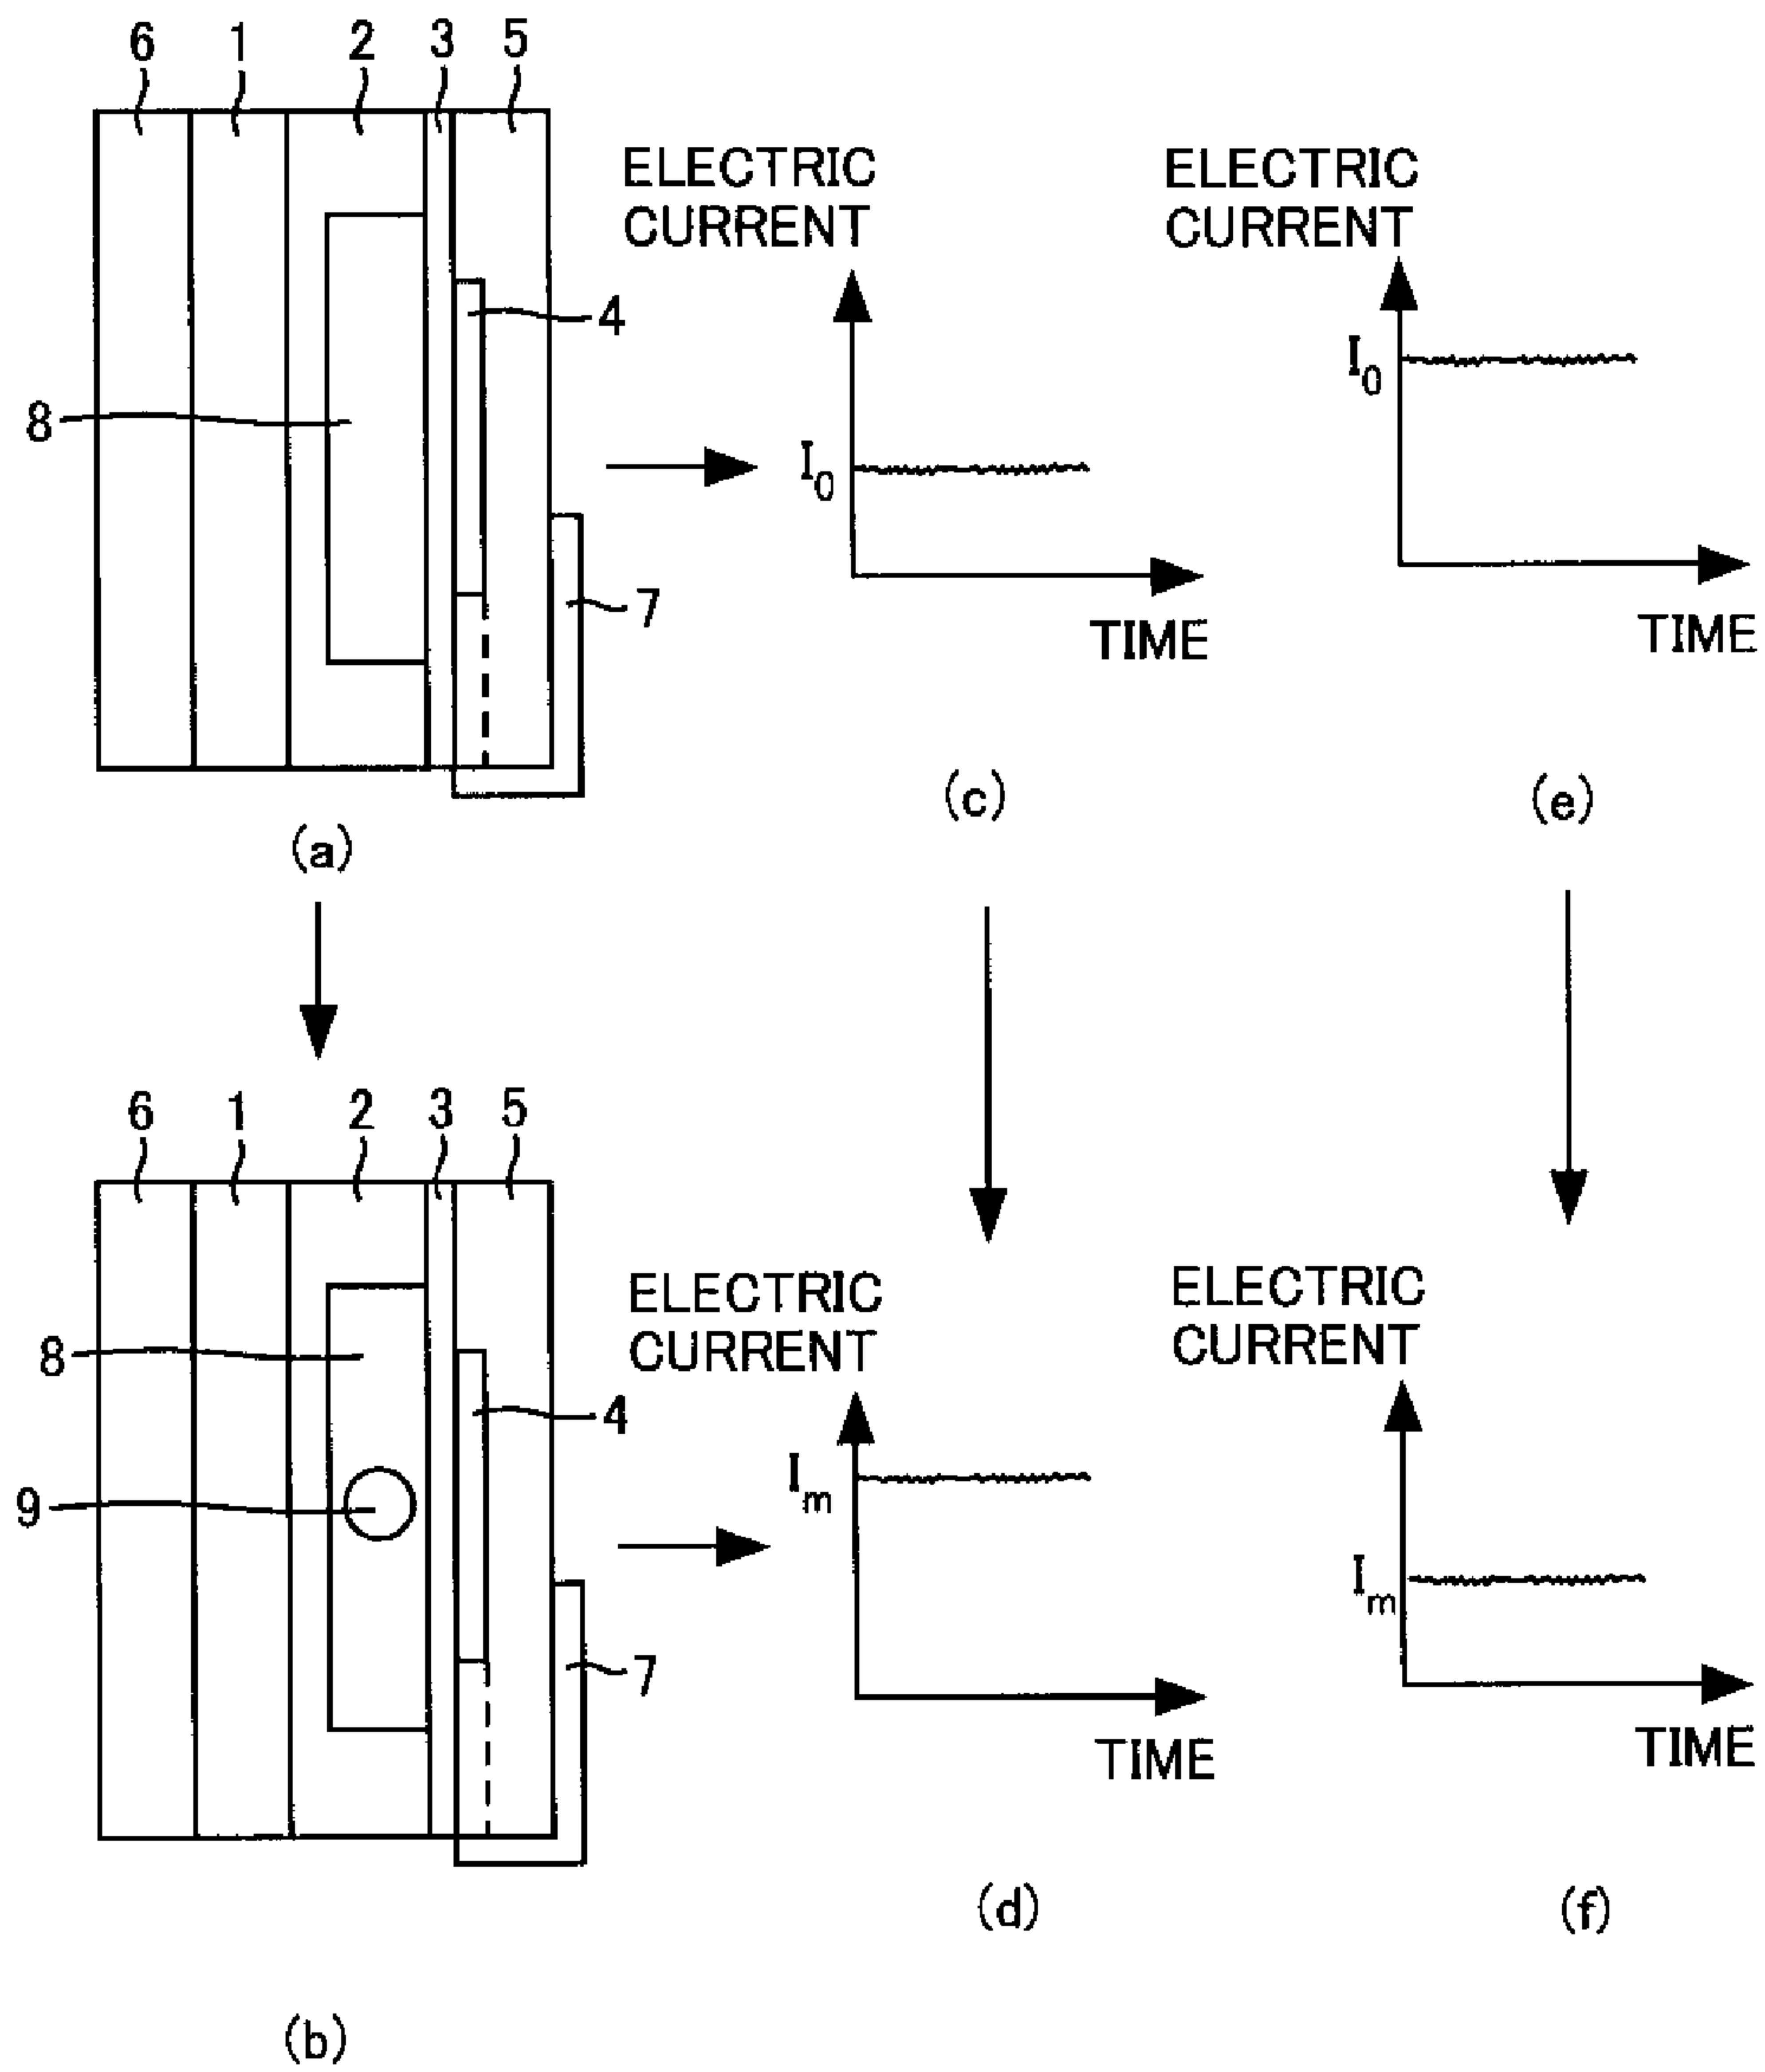 6 1 2 3 5
ELECTRIC
CURRENT
4
8
I0
7
TIME
(a)
(c)
ELECTRIC
CURRENT
I0
TIME
(e)
6 1 2 3 5
8
4
9
7
(b)
ELECTRIC
CURRENT
Im
TIME
(d)
ELECTRIC
CURRENT
Im
TIME
(f)